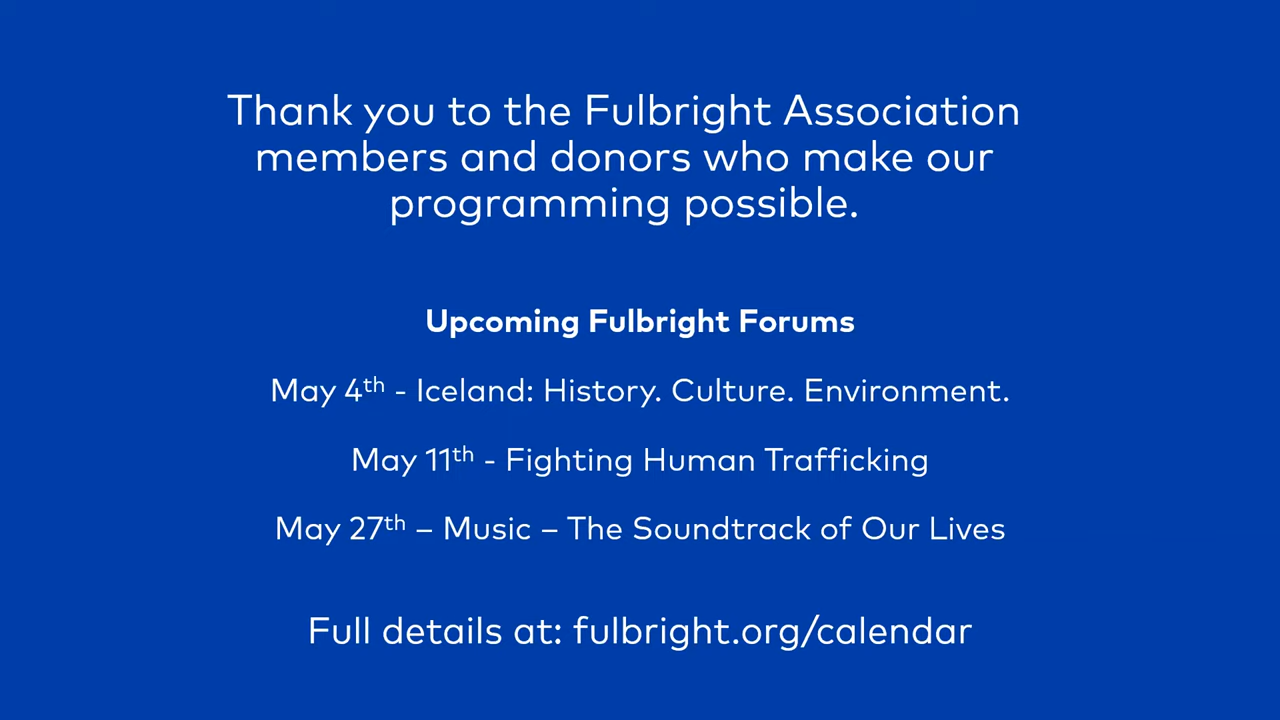 Thank you to the Fulbright Association
members and donors who make our
programming possible.
Upcoming Fulbright Forums
May 4th - Iceland: History. Culture. Environment.
May 11th - Fighting Human Trafficking
May 27th – Music – The Soundtrack of Our Lives
Full details at: fulbright.org/calendar